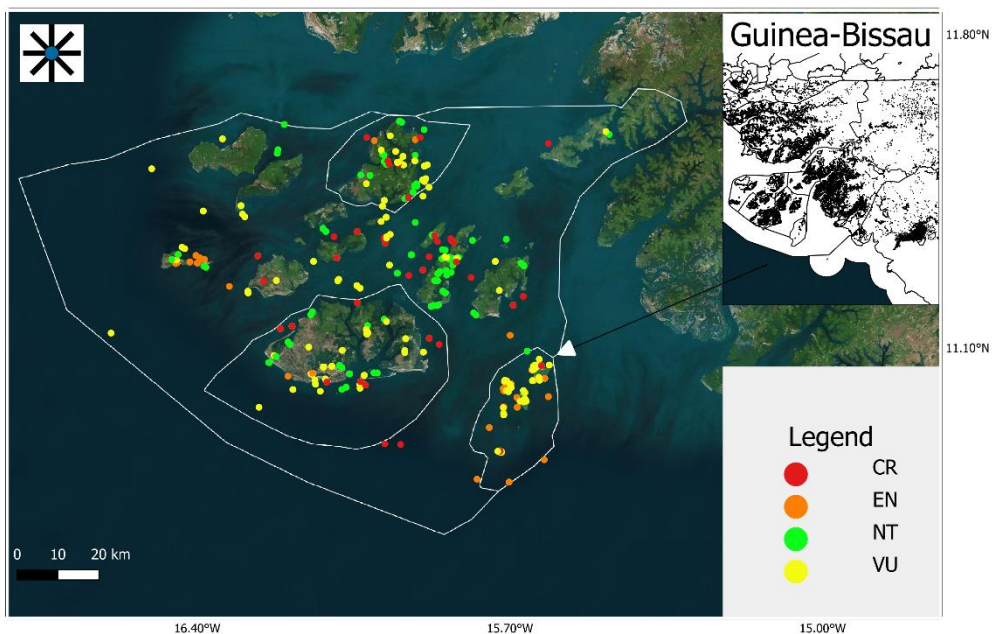 Guinea-Bissau
11.80°N
11.10°N
Legend
CR
EN
NT
VU
0 10 20 km
16.40°W
15.70°W
15.00°W